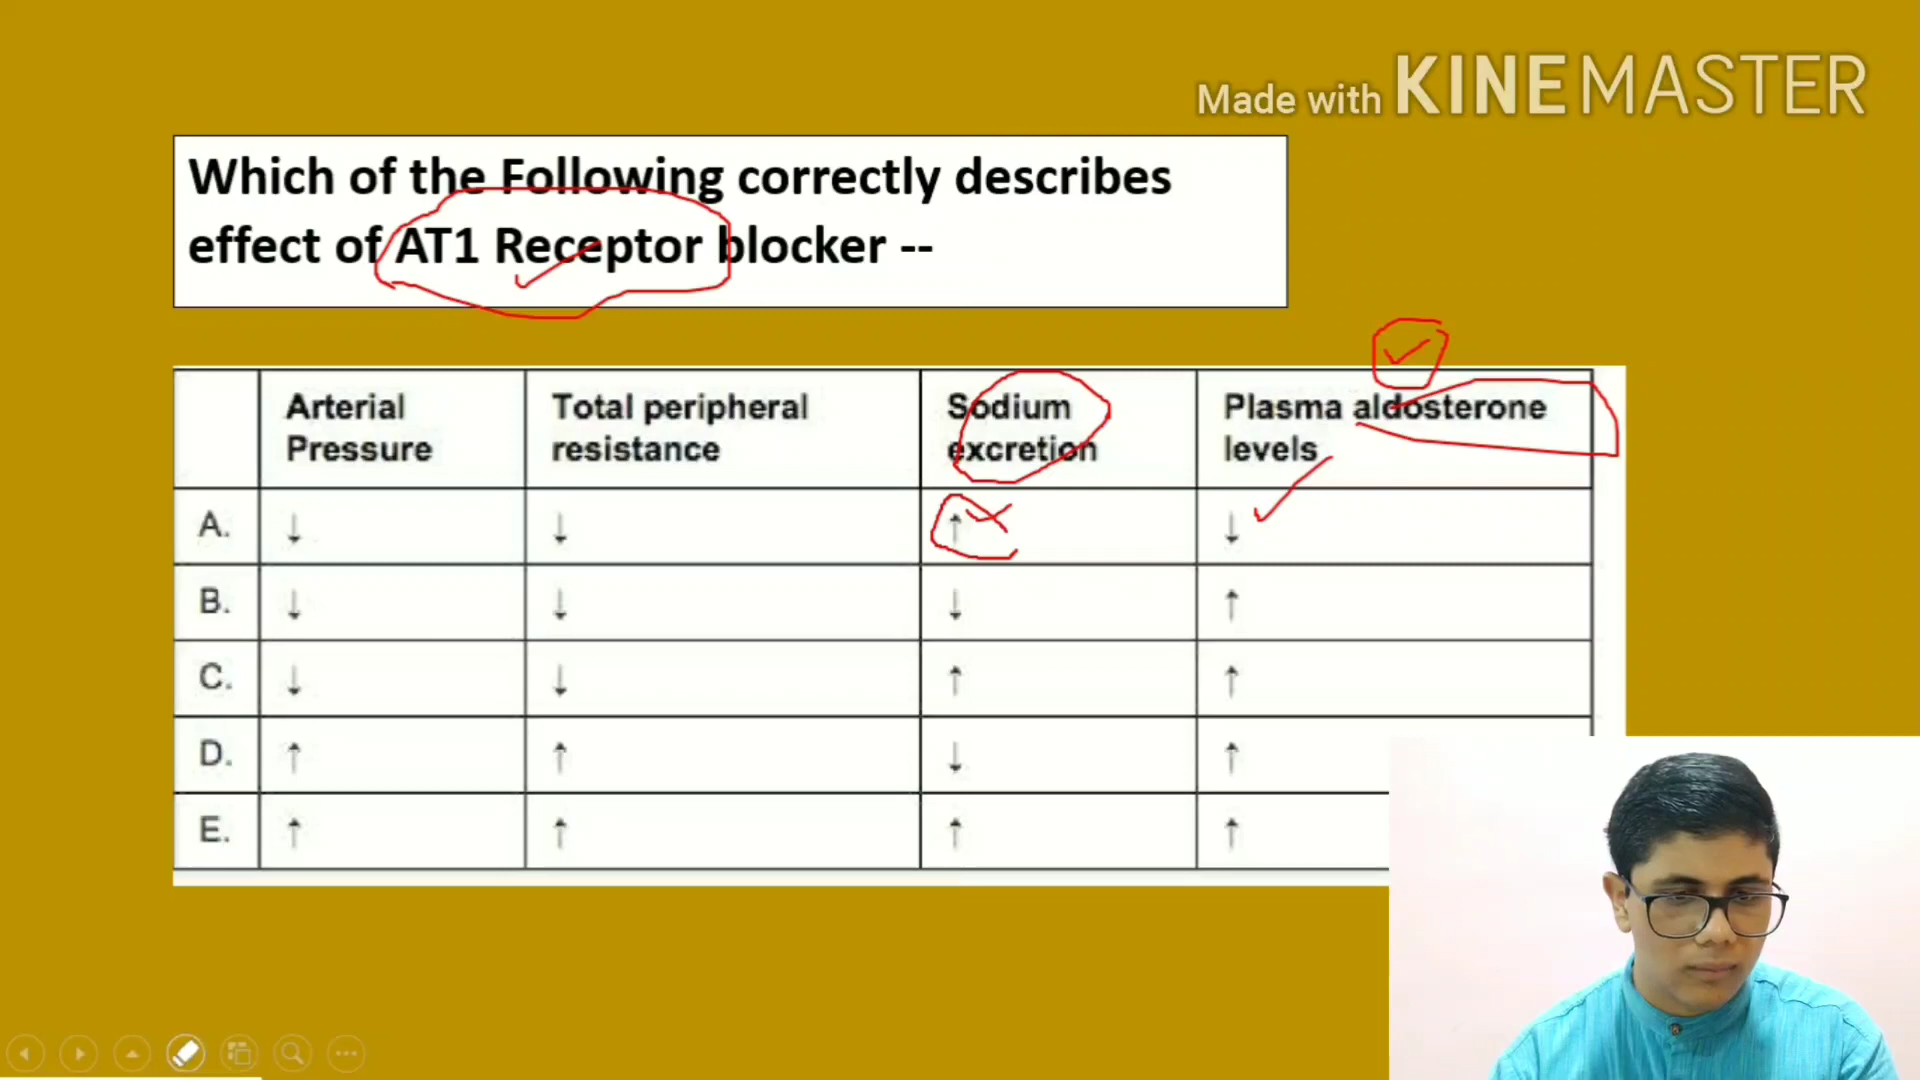 Made with KINEMASTER
Which of the Following correctly describes
effect of AT1 Receptor blocker --
Arterial Pressure Total peripheral resistance Sodium excretion Plasma aldosterone levels
A. ↓ ↓ ↑ ↓
B. ↓ ↓ ↓ ↑
C. ↓ ↓ ↑ ↑
D. ↑ ↑ ↓ ↑
E. ↑ ↑ ↑ ↑